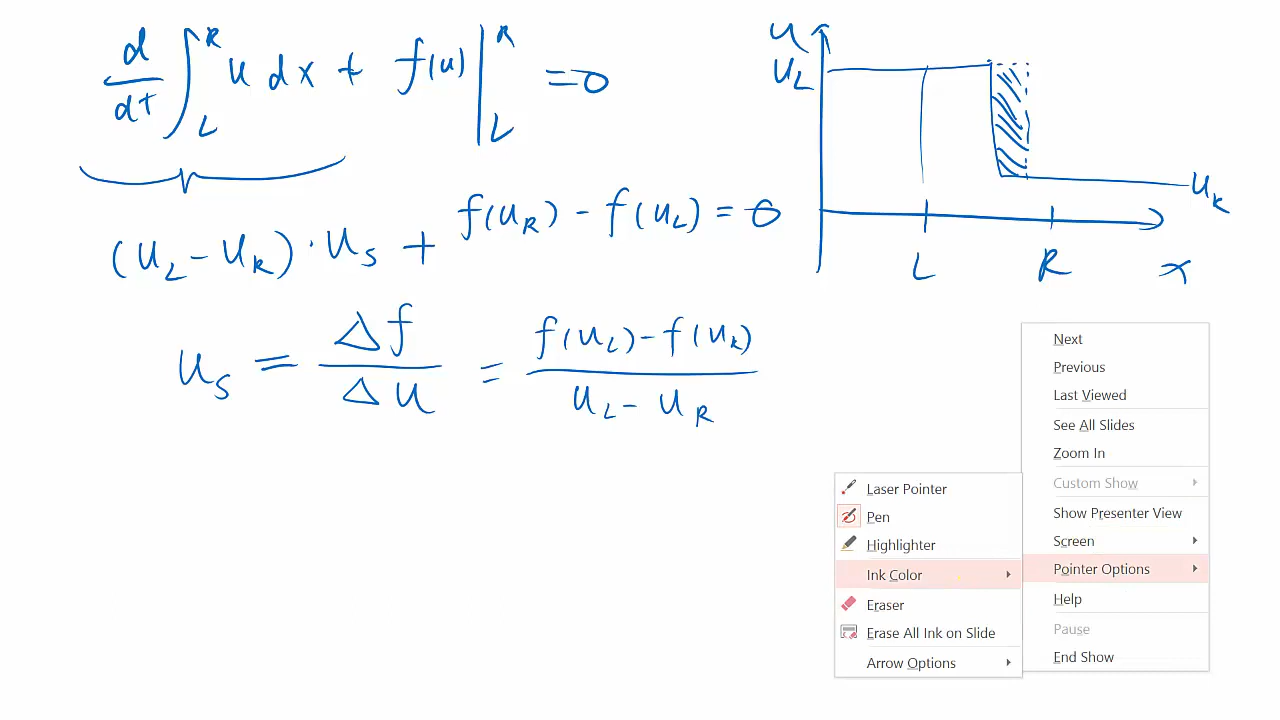 d/dt ∫_L^R u dx + f(u) |_L^R = 0
(u_L - u_R) · u_S + f(u_R) - f(u_L) = 0
u_S = Δf / Δu = f(u_L) - f(u_R) / u_L - u_R
u
u_L
u_R
L R x
Next
Previous
Last Viewed
See All Slides
Zoom In
Custom Show
Show Presenter View
Screen
Pointer Options
Help
Pause
End Show
Laser Pointer
Pen
Highlighter
Ink Color
Eraser
Erase All Ink on Slide
Arrow Options